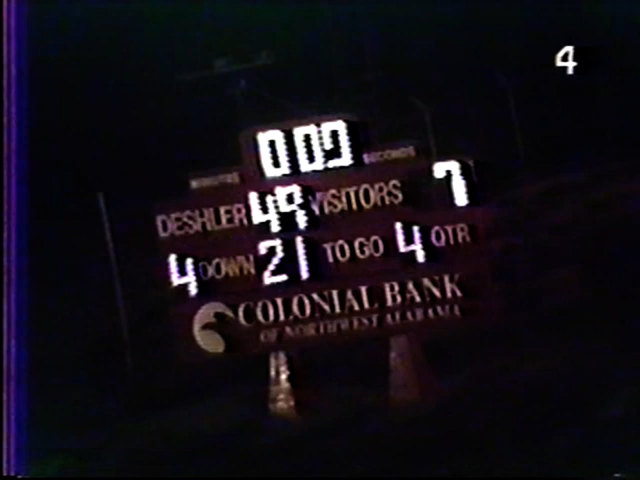 4
0 09
MINUTES SECONDS
DESHLER 49 VISITORS 7
4 DOWN 21 TO GO 4 QTR
COLONIAL BANK
OF NORTHWEST ALABAMA